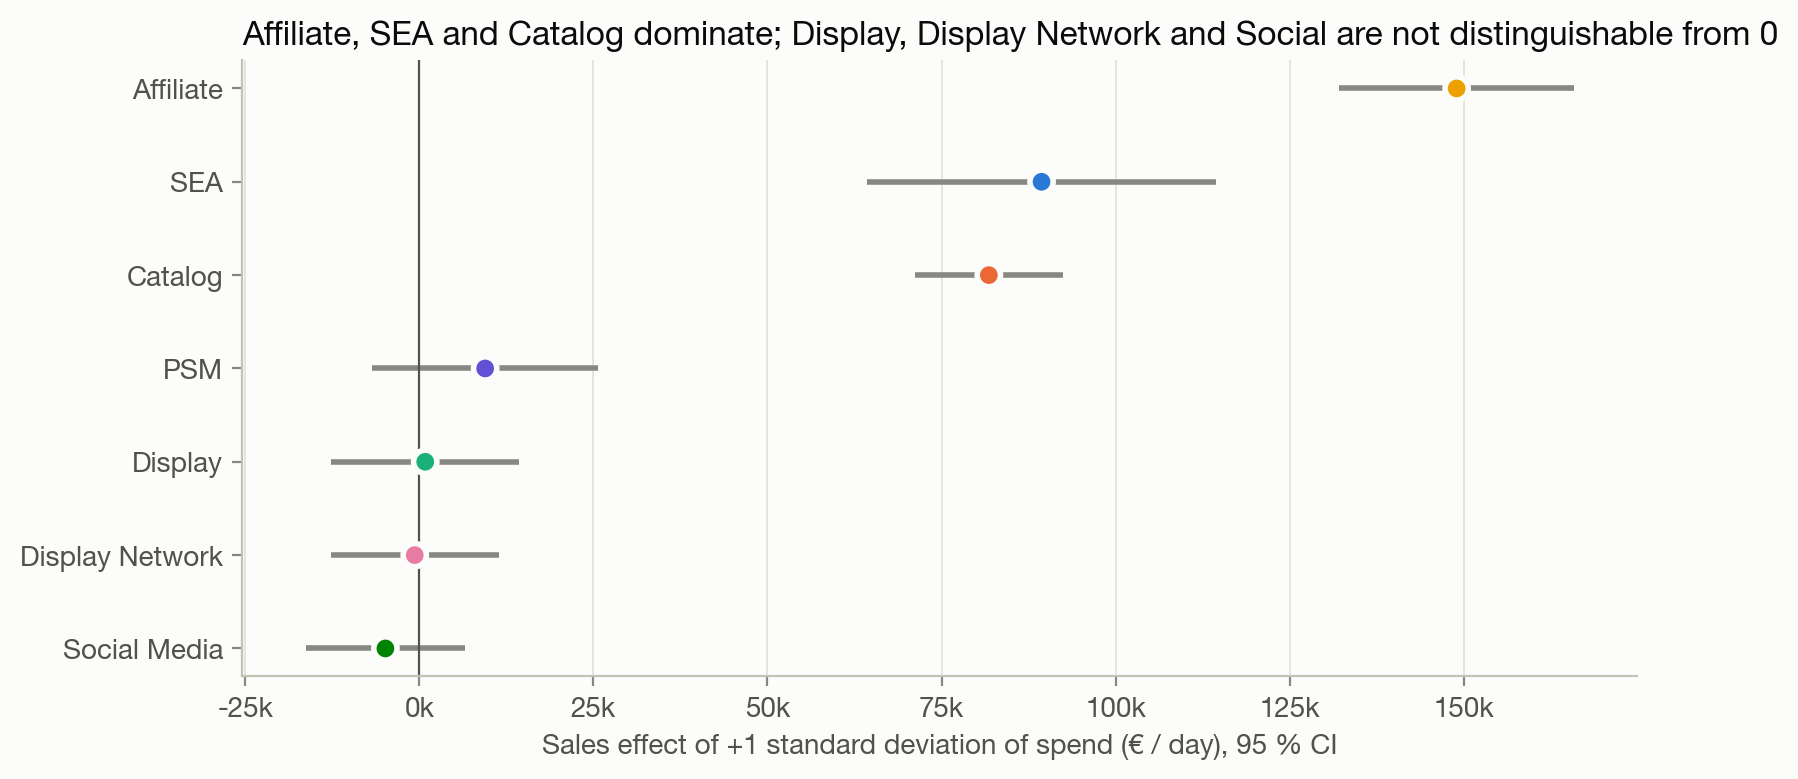 Affiliate, SEA and Catalog dominate; Display, Display Network and Social are not distinguishable from 0
Affiliate
SEA
Catalog
PSM
Display
Display Network
Social Media
-25k 0k 25k 50k 75k 100k 125k 150k
Sales effect of +1 standard deviation of spend (€ / day), 95 % CI